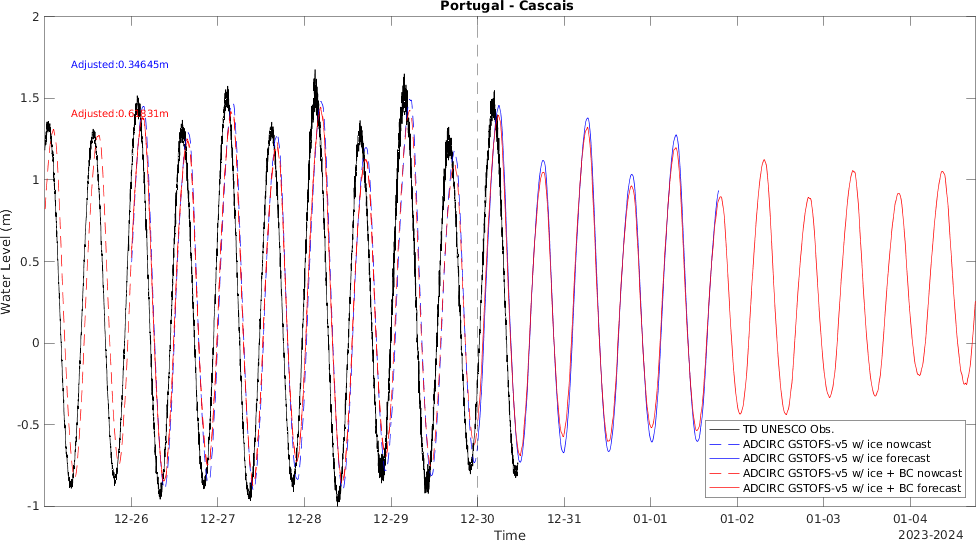 Portugal - Cascais
2
1.5
1
0.5
0
-0.5
-1
Water Level (m)
Adjusted:0.34645m
TD UNESCO Obs.
ADCIRC GSTOFS-v5 w/ ice nowcast
ADCIRC GSTOFS-v5 w/ ice forecast
ADCIRC GSTOFS-v5 w/ ice + BC nowcast
ADCIRC GSTOFS-v5 w/ ice + BC forecast
12-26 12-27 12-28 12-29 12-30 12-31 01-01 01-02 01-03 01-04
Time
2023-2024